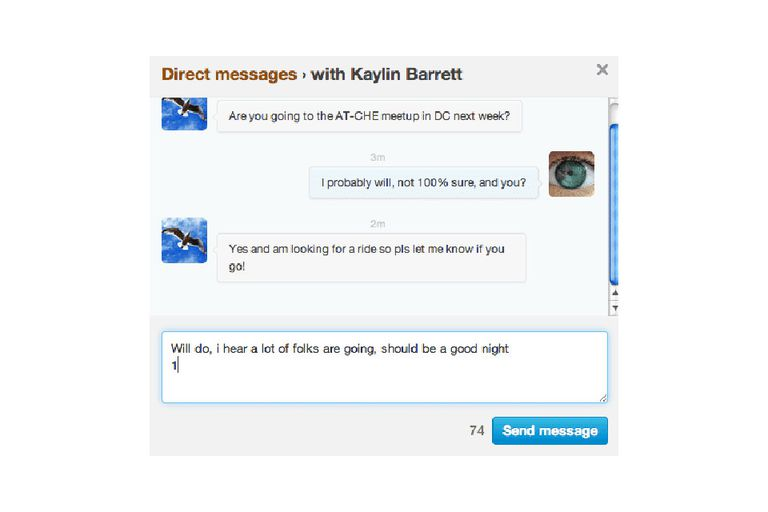 Direct messages › with Kaylin Barrett
Are you going to the AT-CHE meetup in DC next week?
3m
I probably will, not 100% sure, and you?
2m
Yes and am looking for a ride so pls let me know if you
go!
Will do, i hear a lot of folks are going, should be a good night
1
74 Send message